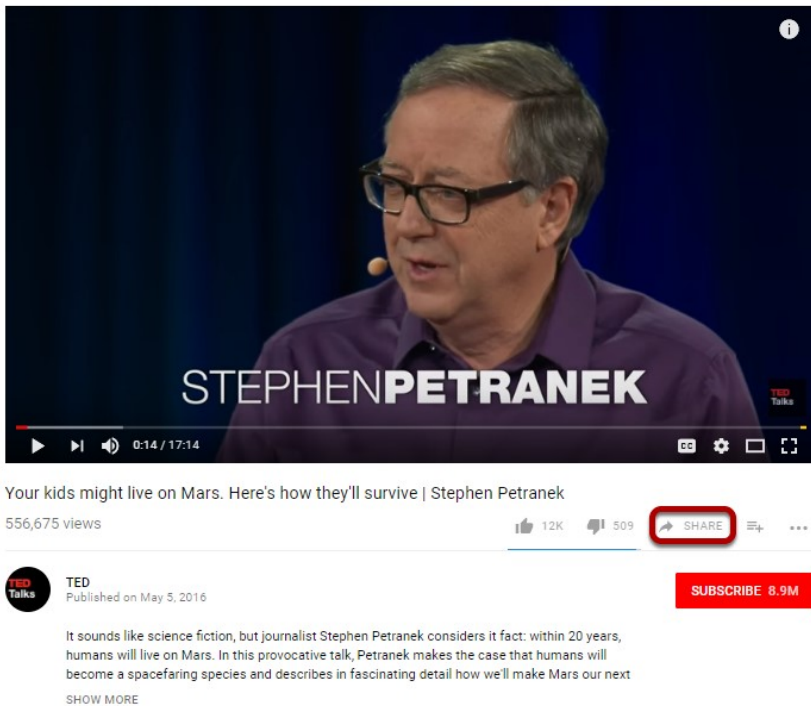 STEPHENPETRANEK
TED
Talks
0:14 / 17:14
CC
Your kids might live on Mars. Here's how they'll survive | Stephen Petranek
556,675 views
12K
509
SHARE
TED
Talks
TED
Published on May 5, 2016
SUBSCRIBE 8.9M
It sounds like science fiction, but journalist Stephen Petranek considers it fact: within 20 years,
humans will live on Mars. In this provocative talk, Petranek makes the case that humans will
become a spacefaring species and describes in fascinating detail how we'll make Mars our next
SHOW MORE